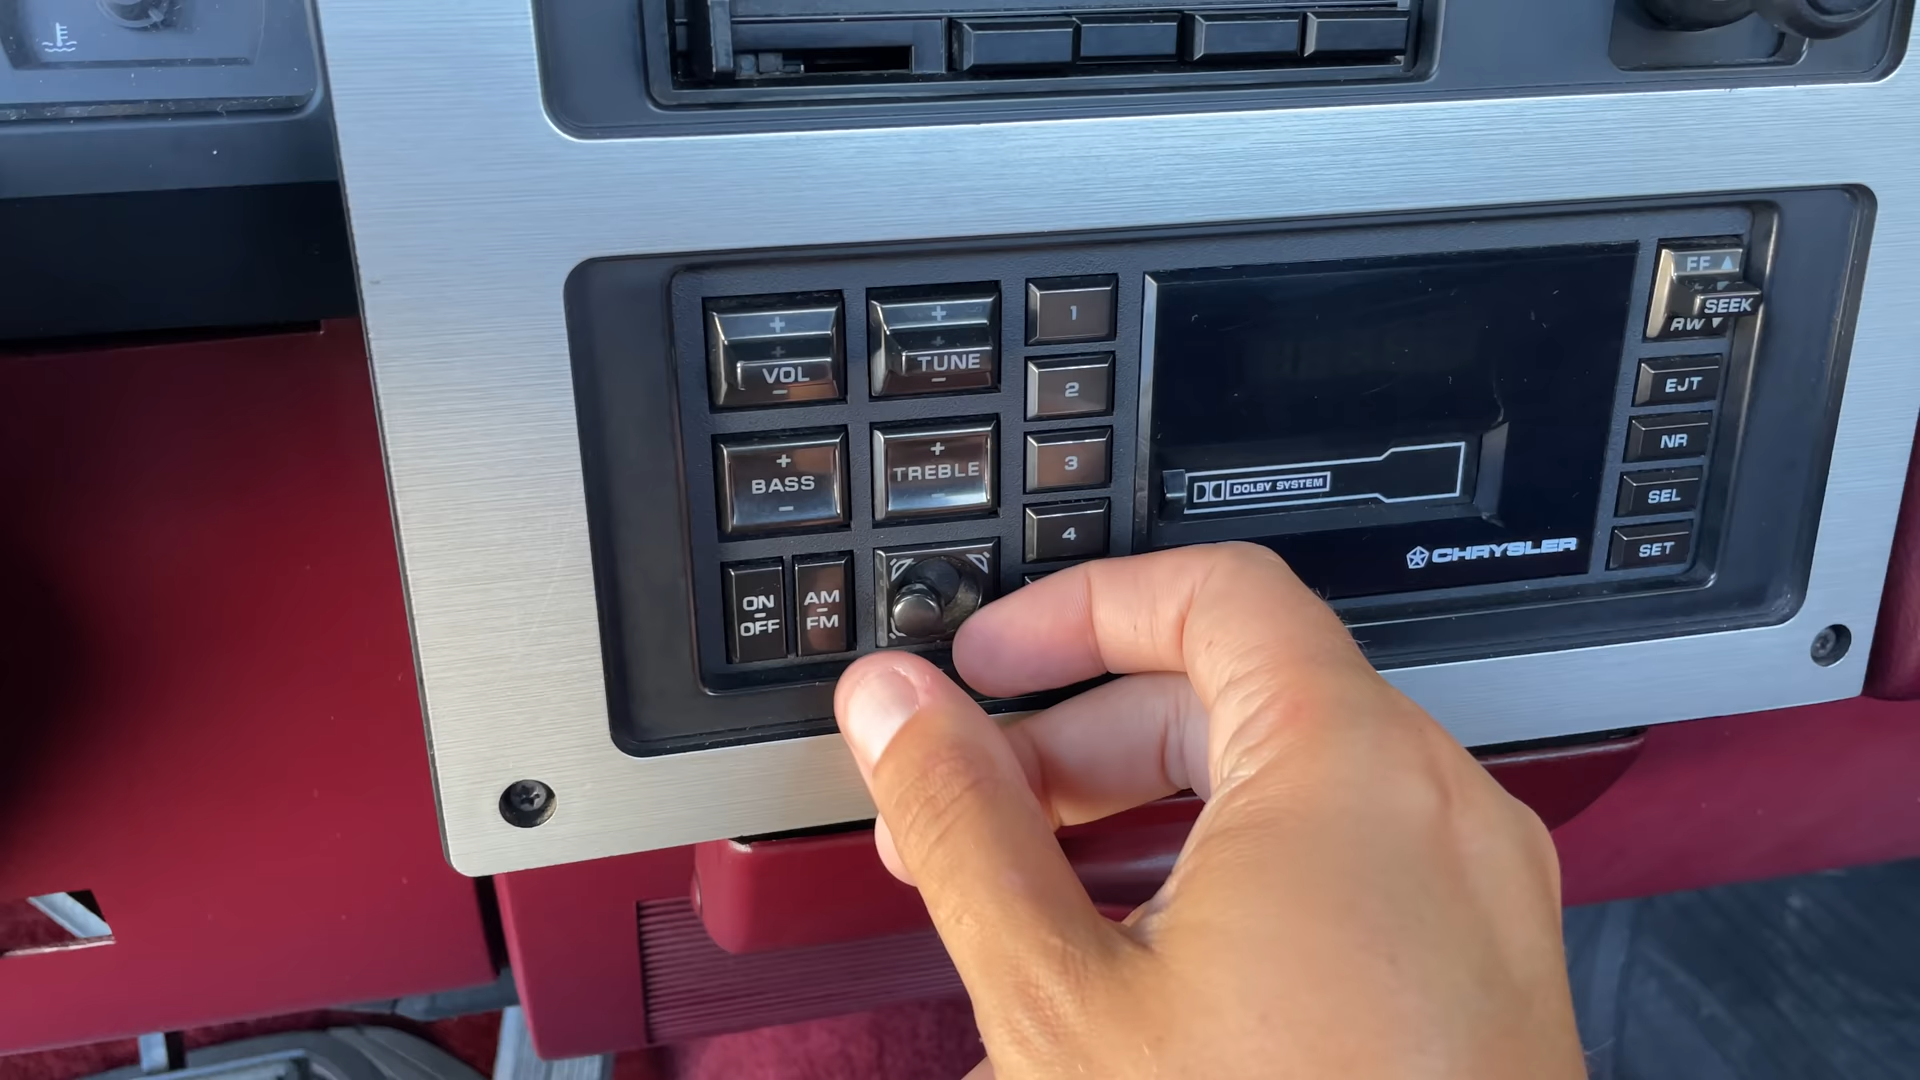 +
+
VOL
-
+
+
TUNE
-
1
FF ▲
SEEK
RW ▼
2
EJT
+
BASS
-
+
TREBLE
-
3
NR
DOLBY SYSTEM
SEL
4
ON
-
OFF
AM
-
FM
CHRYSLER
SET